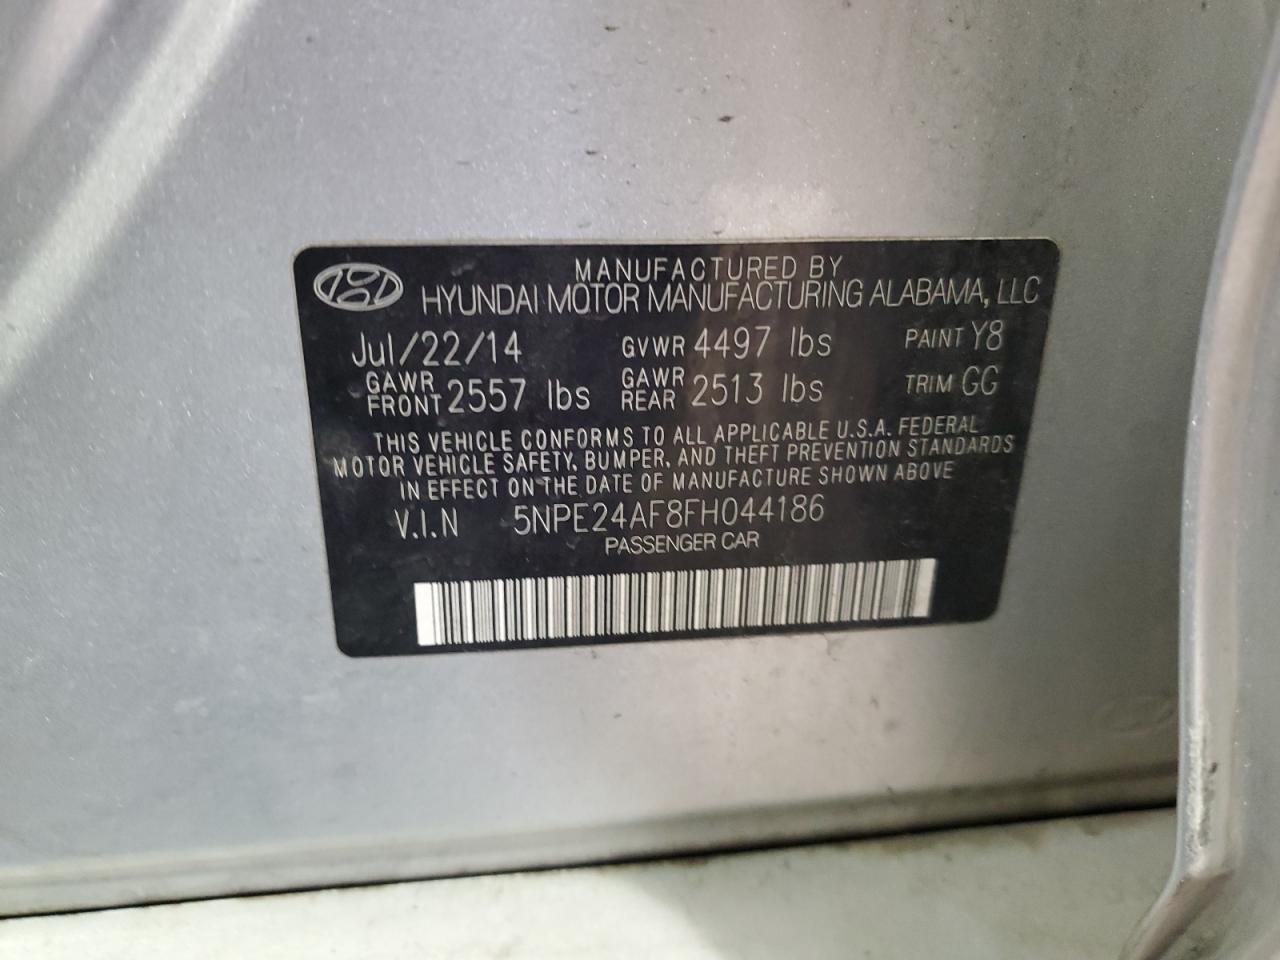 MANUFACTURED BY
HYUNDAI MOTOR MANUFACTURING ALABAMA, LLC
Jul/22/14 GVWR 4497 lbs PAINT Y8
GAWR FRONT 2557 lbs GAWR REAR 2513 lbs TRIM GG
THIS VEHICLE CONFORMS TO ALL APPLICABLE U.S.A. FEDERAL
MOTOR VEHICLE SAFETY, BUMPER, AND THEFT PREVENTION STANDARDS
IN EFFECT ON THE DATE OF MANUFACTURE SHOWN ABOVE
V.I.N 5NPE24AF8FH044186
PASSENGER CAR